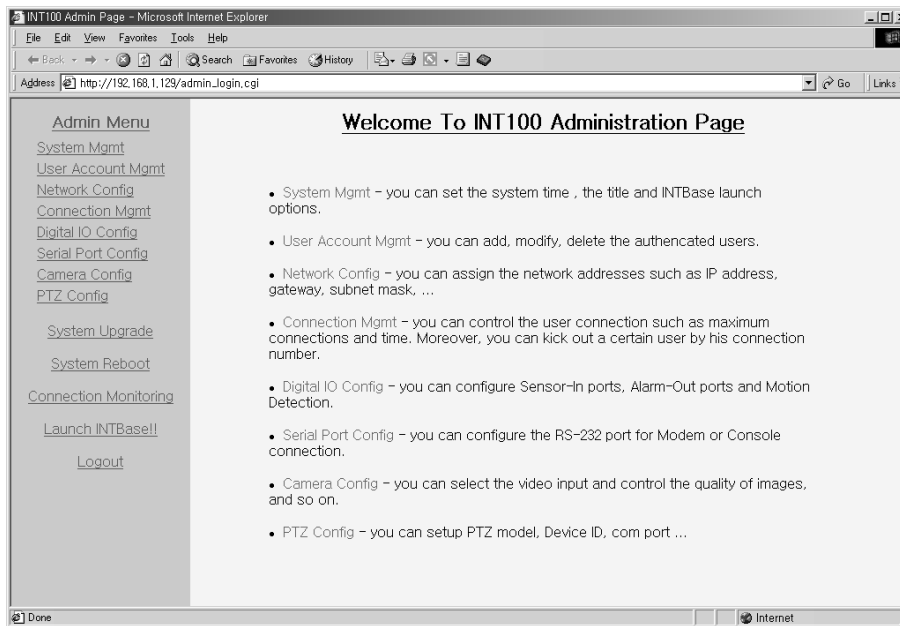 INT100 Admin Page - Microsoft Internet Explorer
File Edit View Favorites Tools Help
Back Search Favorites History
Address http://192,168,1,129/admin_login,cgi Go Links
Admin Menu
System Mgmt
User Account Mgmt
Network Config
Connection Mgmt
Digital IO Config
Serial Port Config
Camera Config
PTZ Config
System Upgrade
System Reboot
Connection Monitoring
Launch INTBase!!
Logout
Welcome To INT100 Administration Page
• System Mgmt - you can set the system time , the title and INTBase launch
options.
• User Account Mgmt - you can add, modify, delete the authencated users.
• Network Config - you can assign the network addresses such as IP address,
gateway, subnet mask, ...
• Connection Mgmt - you can control the user connection such as maximum
connections and time. Moreover, you can kick out a certain user by his connection
number.
• Digital IO Config - you can configure Sensor-In ports, Alarm-Out ports and Motion
Detection.
• Serial Port Config - you can configure the RS-232 port for Modem or Console
connection.
• Camera Config - you can select the video input and control the quality of images,
and so on.
• PTZ Config - you can setup PTZ model, Device ID, com port ...
Done Internet